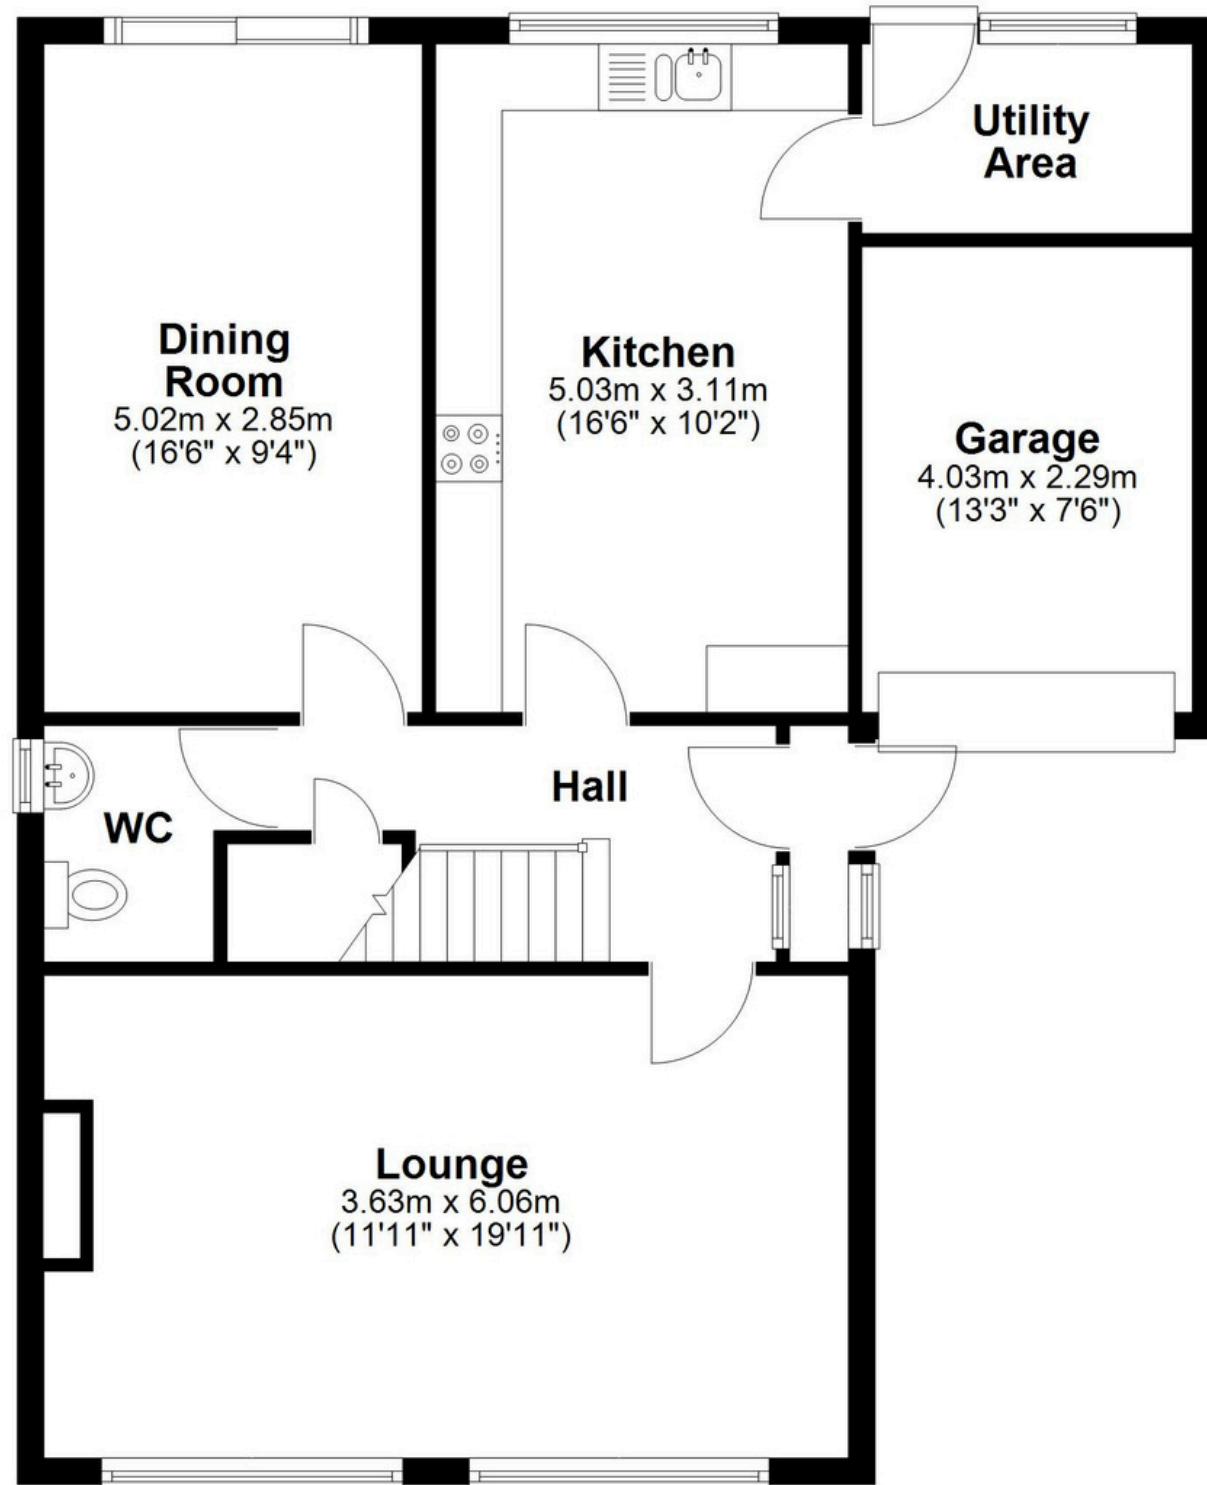 Utility
Area
Dining
Room
5.02m x 2.85m
(16'6" x 9'4")
Kitchen
5.03m x 3.11m
(16'6" x 10'2")
Garage
4.03m x 2.29m
(13'3" x 7'6")
Hall
WC
Lounge
3.63m x 6.06m
(11'11" x 19'11")